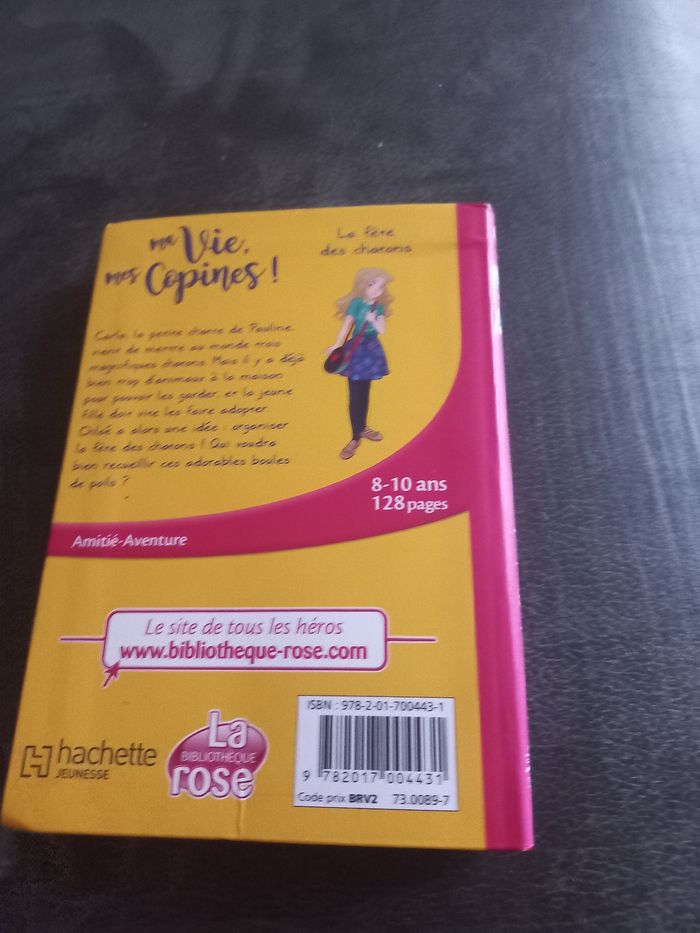 ma Vie,
mes Copines !
La fête
des chatons
Carla, la petite chatte de Pauline,
vient de mettre au monde trois
magnifiques chatons. Mais il y a déjà
bien trop d'animaux à la maison
pour pouvoir les garder, et la jeune
fille doit vite les faire adopter.
Chloé a alors une idée : organiser
la fête des chatons ! Qui voudra
bien recueillir ces adorables boules
de poils ?
8-10 ans
128 pages
Amitié-Aventure
Le site de tous les héros
www.bibliotheque-rose.com
hachette
JEUNESSE
La
BIBLIOTHÈQUE
rose
ISBN : 978-2-01-700443-1
9 782017 004431
Code prix BRV2 73.0089-7